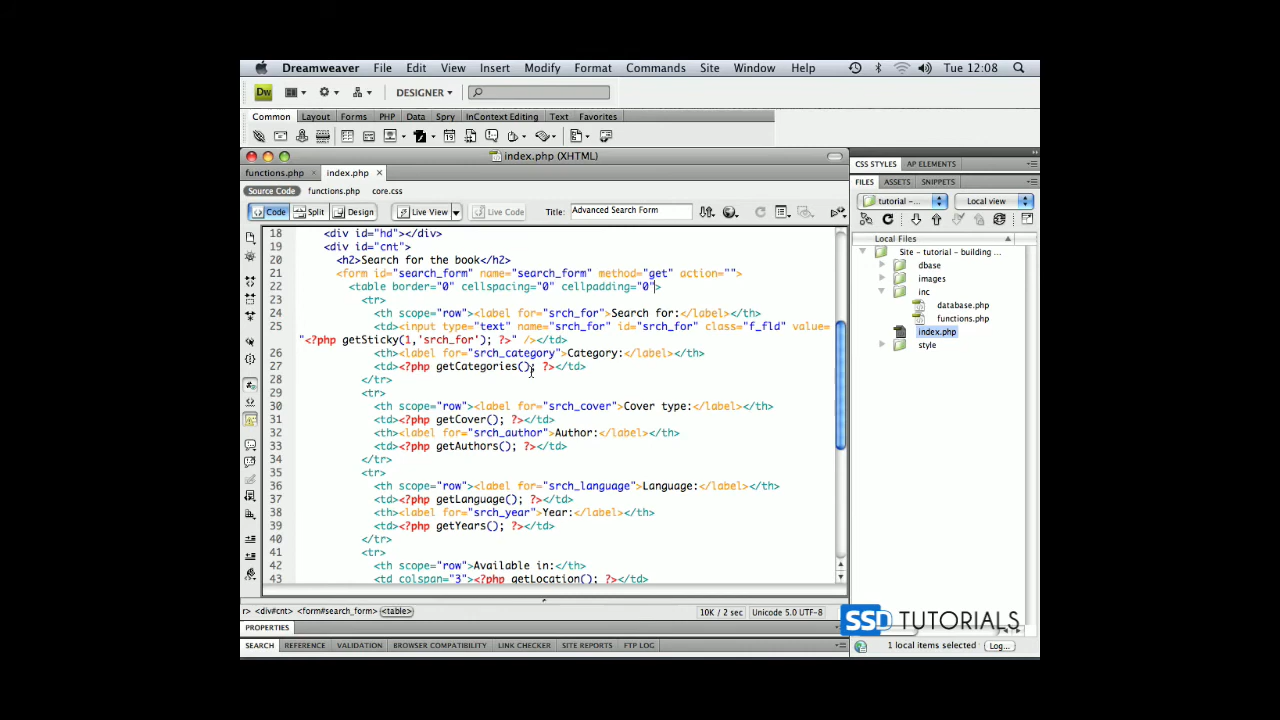 Dreamweaver File Edit View Insert Modify Format Commands Site Window Help Tue 12:08
Dw DESIGNER
Common Layout Forms PHP Data Spry InContext Editing Text Favorites
index.php (XHTML)
CSS STYLES AP ELEMENTS
functions.php index.php
FILES ASSETS SNIPPETS
Source Code functions.php core.css
tutorial -... Local view
Code Split Design Live View Live Code Title: Advanced Search Form
Local Files
18 <div id="hd"></div>
19 <div id="cnt">
20 <h2>Search for the book</h2>
21 <form id="search_form" name="search_form" method="get" action="">
22 <table border="0" cellspacing="0" cellpadding="0">
23 <tr>
24 <th scope="row"><label for="srch_for">Search for:</label></th>
25 <td><input type="text" name="srch_for" id="srch_for" class="f_fld" value=
"<?php getSticky(1,'srch_for'); ?>" /></td>
26 <th><label for="srch_category">Category:</label></th>
27 <td><?php getCategories(); ?></td>
28 </tr>
29 <tr>
30 <th scope="row"><label for="srch_cover">Cover type:</label></th>
31 <td><?php getCover(); ?></td>
32 <th><label for="srch_author">Author:</label></th>
33 <td><?php getAuthors(); ?></td>
34 </tr>
35 <tr>
36 <th scope="row"><label for="srch_language">Language:</label></th>
37 <td><?php getLanguage(); ?></td>
38 <th><label for="srch_year">Year:</label></th>
39 <td><?php getYears(); ?></td>
40 </tr>
41 <tr>
42 <th scope="row">Available in:</th>
43 <td colspan="3"><?php getLocation(); ?></td>
Site - tutorial - building ...
dbase
images
inc
database.php
functions.php
index.php
style
<div#cnt> <form#search_form> <table> 10K / 2 sec Unicode 5.0 UTF-8
SSD TUTORIALS
PROPERTIES
SEARCH REFERENCE VALIDATION BROWSER COMPATIBILITY LINK CHECKER SITE REPORTS FTP LOG
1 local items selected Log...